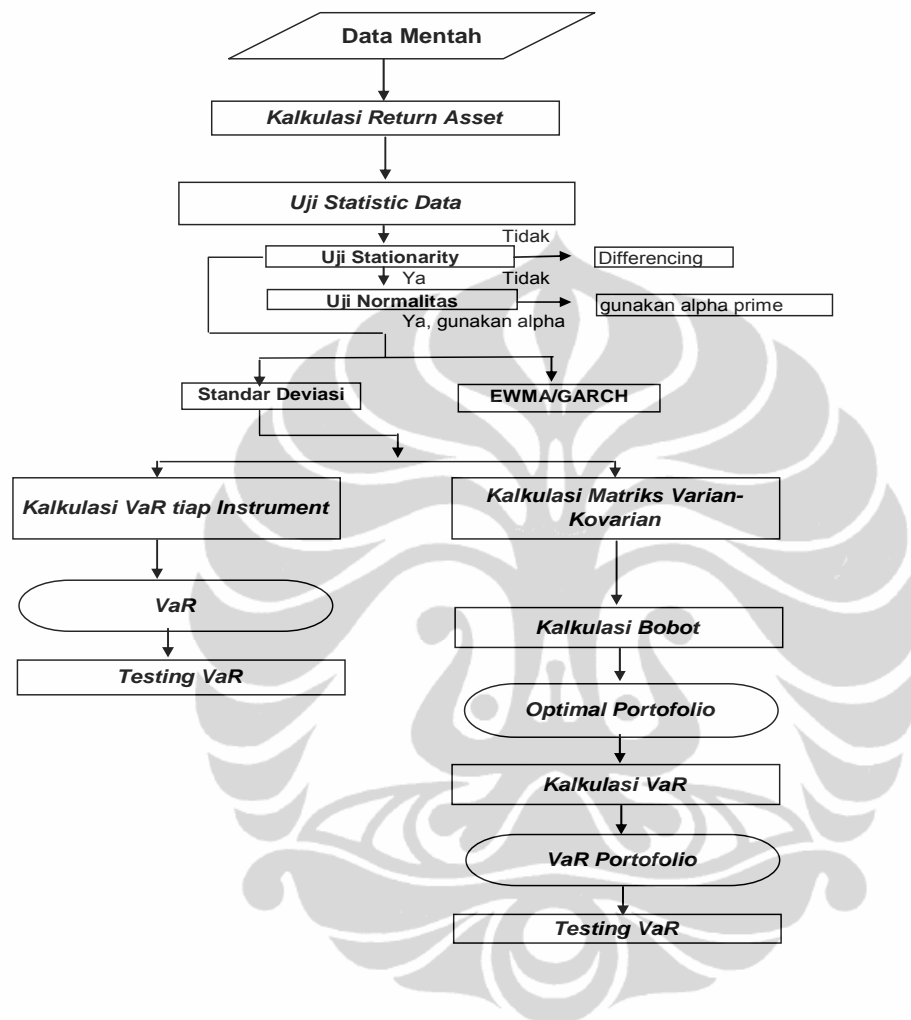 Data Mentah
Kalkulasi Return Asset
Uji Statistic Data
Tidak
Uji Stationarity
Differencing
Ya
Tidak
Uji Normalitas
gunakan alpha prime
Ya, gunakan alpha
Standar Deviasi
EWMA/GARCH
Kalkulasi VaR tiap Instrument
Kalkulasi Matriks Varian-
Kovarian
VaR
Kalkulasi Bobot
Testing VaR
Optimal Portofolio
Kalkulasi VaR
VaR Portofolio
Testing VaR